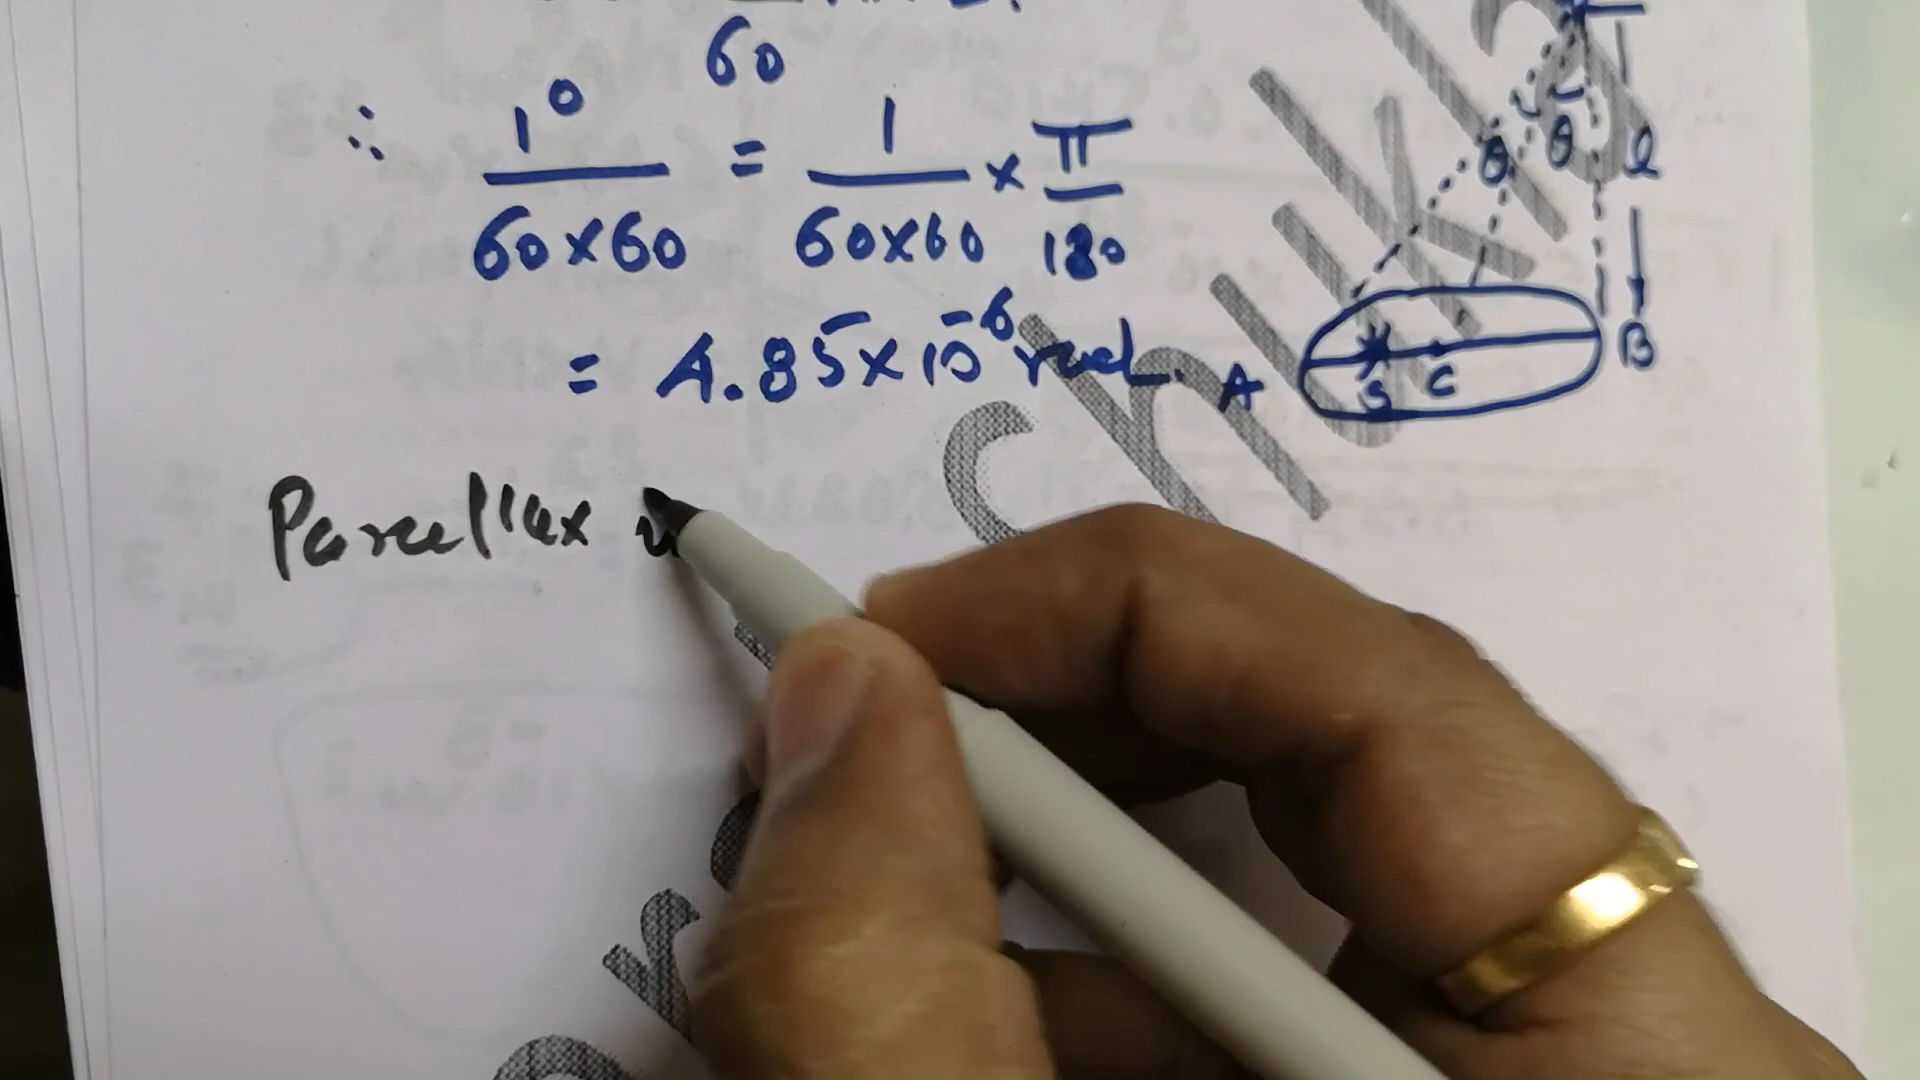 60
∴ 1° / 60×60 = 1 / 60×60 × π / 180
= 4.85×10⁻⁶ rad.
θ θ l
A S C B
Parallax